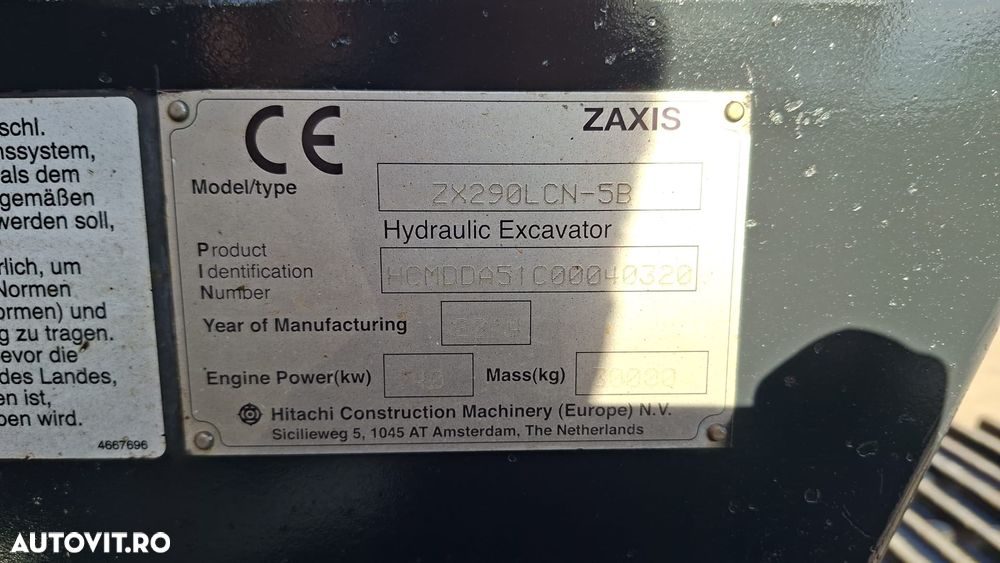 schl.
nssystem,
als dem
gemäßen
werden soll,
rlich, um
Normen
ormen) und
g zu tragen.
evor die
des Landes,
en ist,
ben wird.
4667696
CE
ZAXIS
Model/type
ZX290LCN-5B
Hydraulic Excavator
Product
Identification
Number
HCMDDA51C00040320
Year of Manufacturing
Engine Power(kw)
Mass(kg)
Hitachi Construction Machinery (Europe) N.V.
Sicilieweg 5, 1045 AT Amsterdam, The Netherlands
AUTOVIT.RO